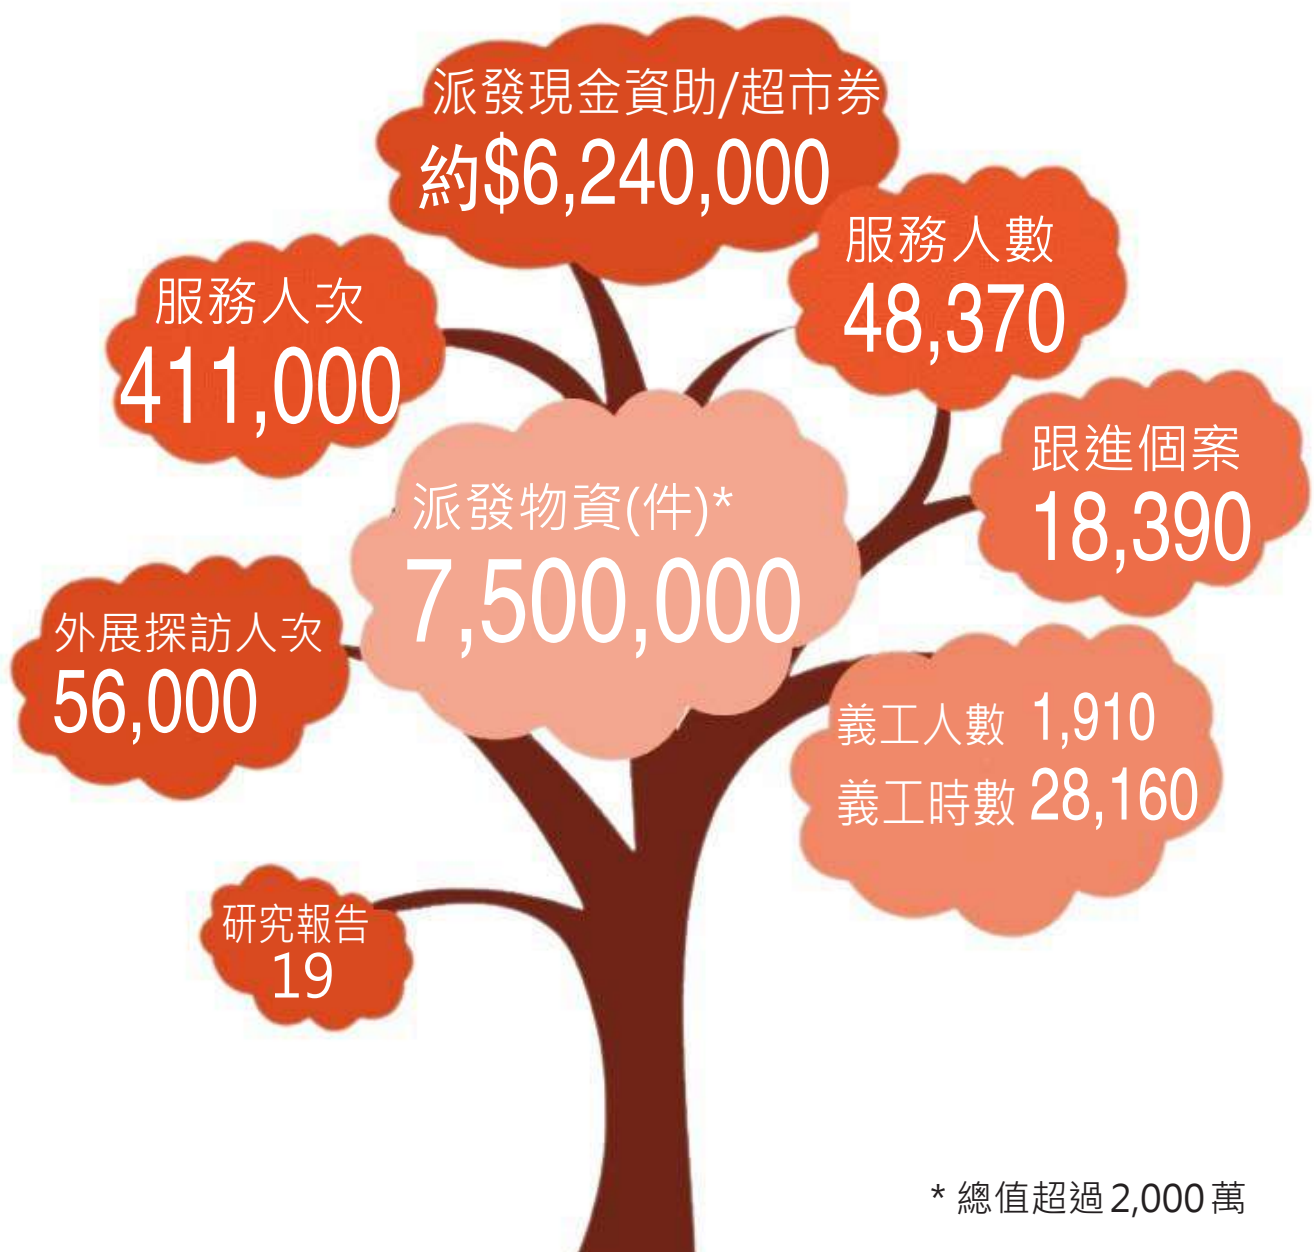 派發現金資助/超市券
約$6,240,000
服務人數
48,370
服務人次
411,000
跟進個案
18,390
派發物資(件)*
7,500,000
外展探訪人次
56,000
義工人數 1,910
義工時數 28,160
研究報告
19
* 總值超過2,000萬